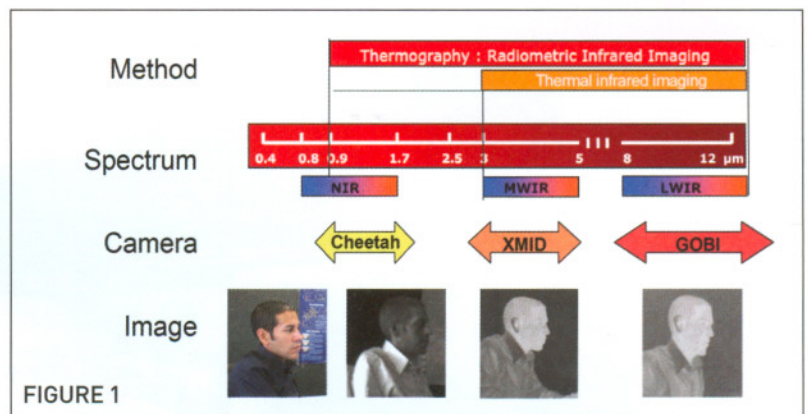 Thermography : Radiometric Infrared Imaging
Method
Thermal infrared imaging
Spectrum
0.4 0.8 0.9 1.7 2.5 3 5 8 12 µm
NIR MWIR LWIR
Camera Cheetah XMID GOBI
Image
FIGURE 1